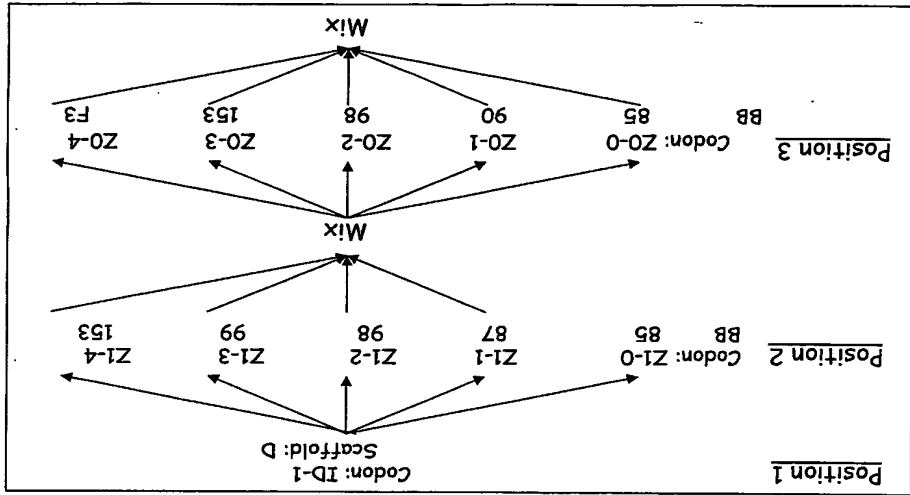 Position 1 Codon: ID-1
Scaffold: D
Position 2 Codon: Z1-0 Z1-1 Z1-2 Z1-3 Z1-4
BB 85 87 98 99 153
Mix
Position 3 Codon: Z0-0 Z0-1 Z0-2 Z0-3 Z0-4
BB 85 90 98 153 F3
Mix